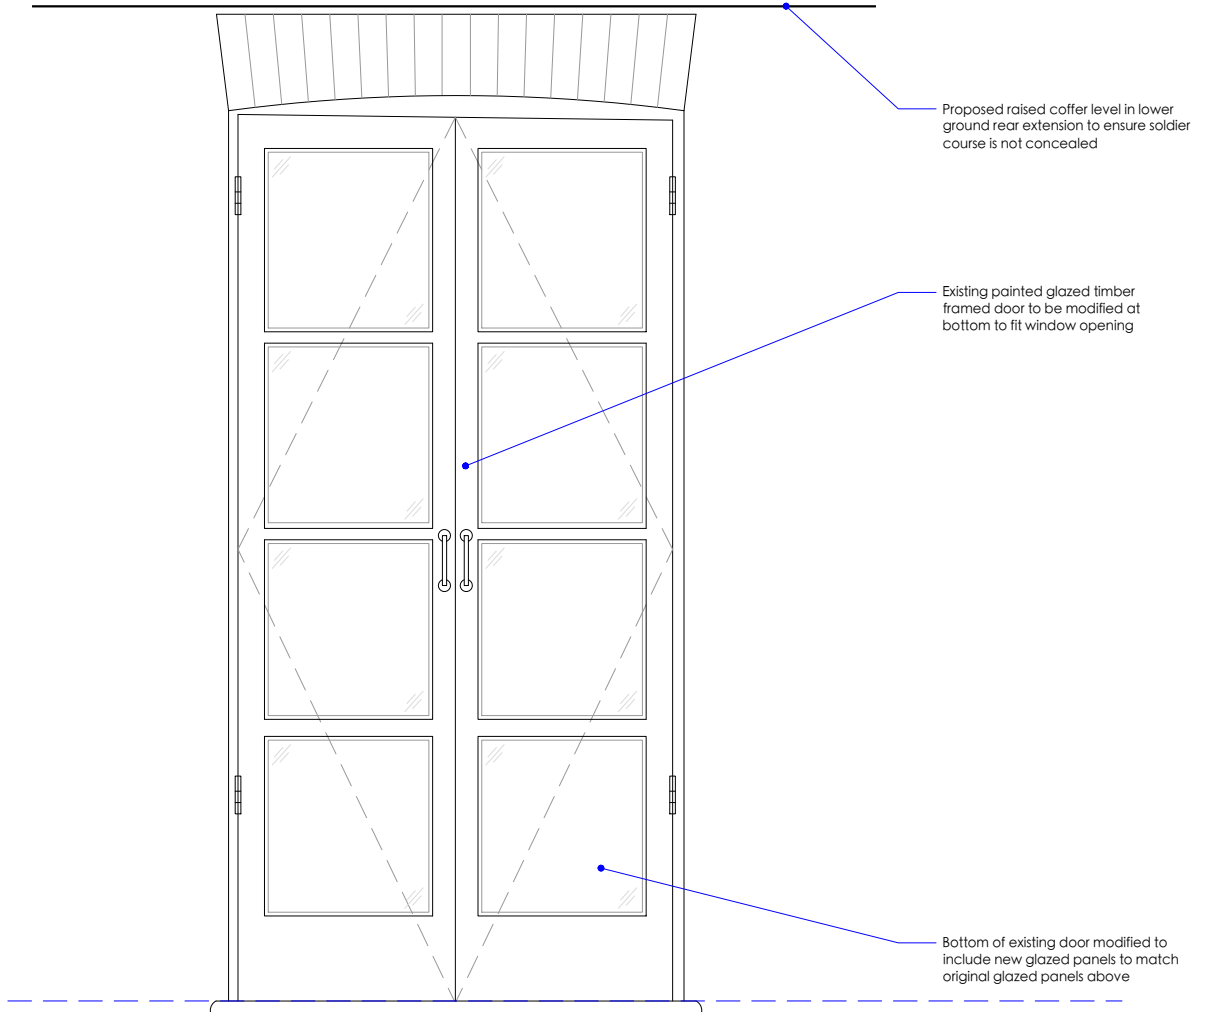 Proposed raised coffer level in lower
ground rear extension to ensure soldier
course is not concealed
Existing painted glazed timber
framed door to be modified at
bottom to fit window opening
Bottom of existing door modified to
include new glazed panels to match
original glazed panels above